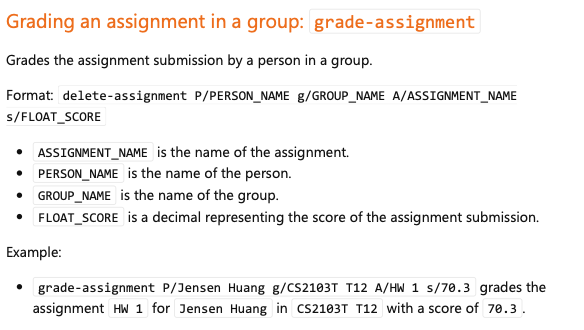 Grading an assignment in a group: grade-assignment
Grades the assignment submission by a person in a group.
Format: delete-assignment P/PERSON_NAME g/GROUP_NAME A/ASSIGNMENT_NAME
s/FLOAT_SCORE
• ASSIGNMENT_NAME is the name of the assignment.
• PERSON_NAME is the name of the person.
• GROUP_NAME is the name of the group.
• FLOAT_SCORE is a decimal representing the score of the assignment submission.
Example:
• grade-assignment P/Jensen Huang g/CS2103T T12 A/HW 1 s/70.3 grades the
assignment HW 1 for Jensen Huang in CS2103T T12 with a score of 70.3.